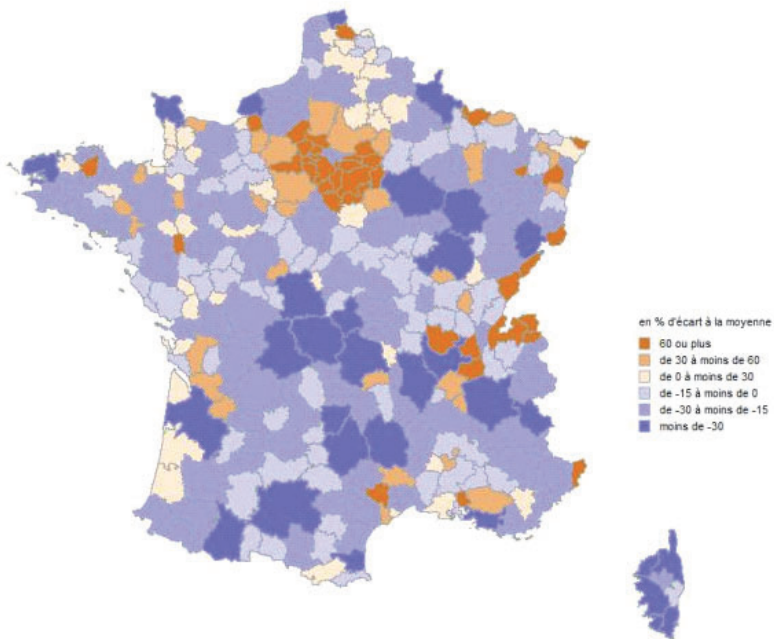 en % d'écart à la moyenne
60 ou plus
de 30 à moins de 60
de 0 à moins de 30
de -15 à moins de 0
de -30 à moins de -15
moins de -30